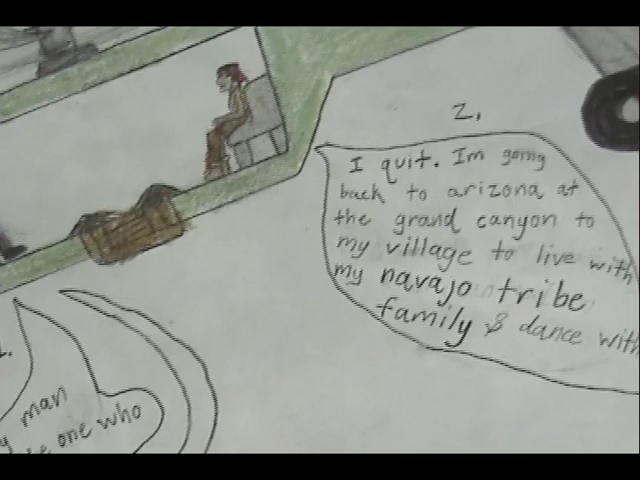 2.
I quit. Im going
back to arizona at
the grand canyon to
my village to live with
my navajo tribe
family & dance with
1.
man
one who